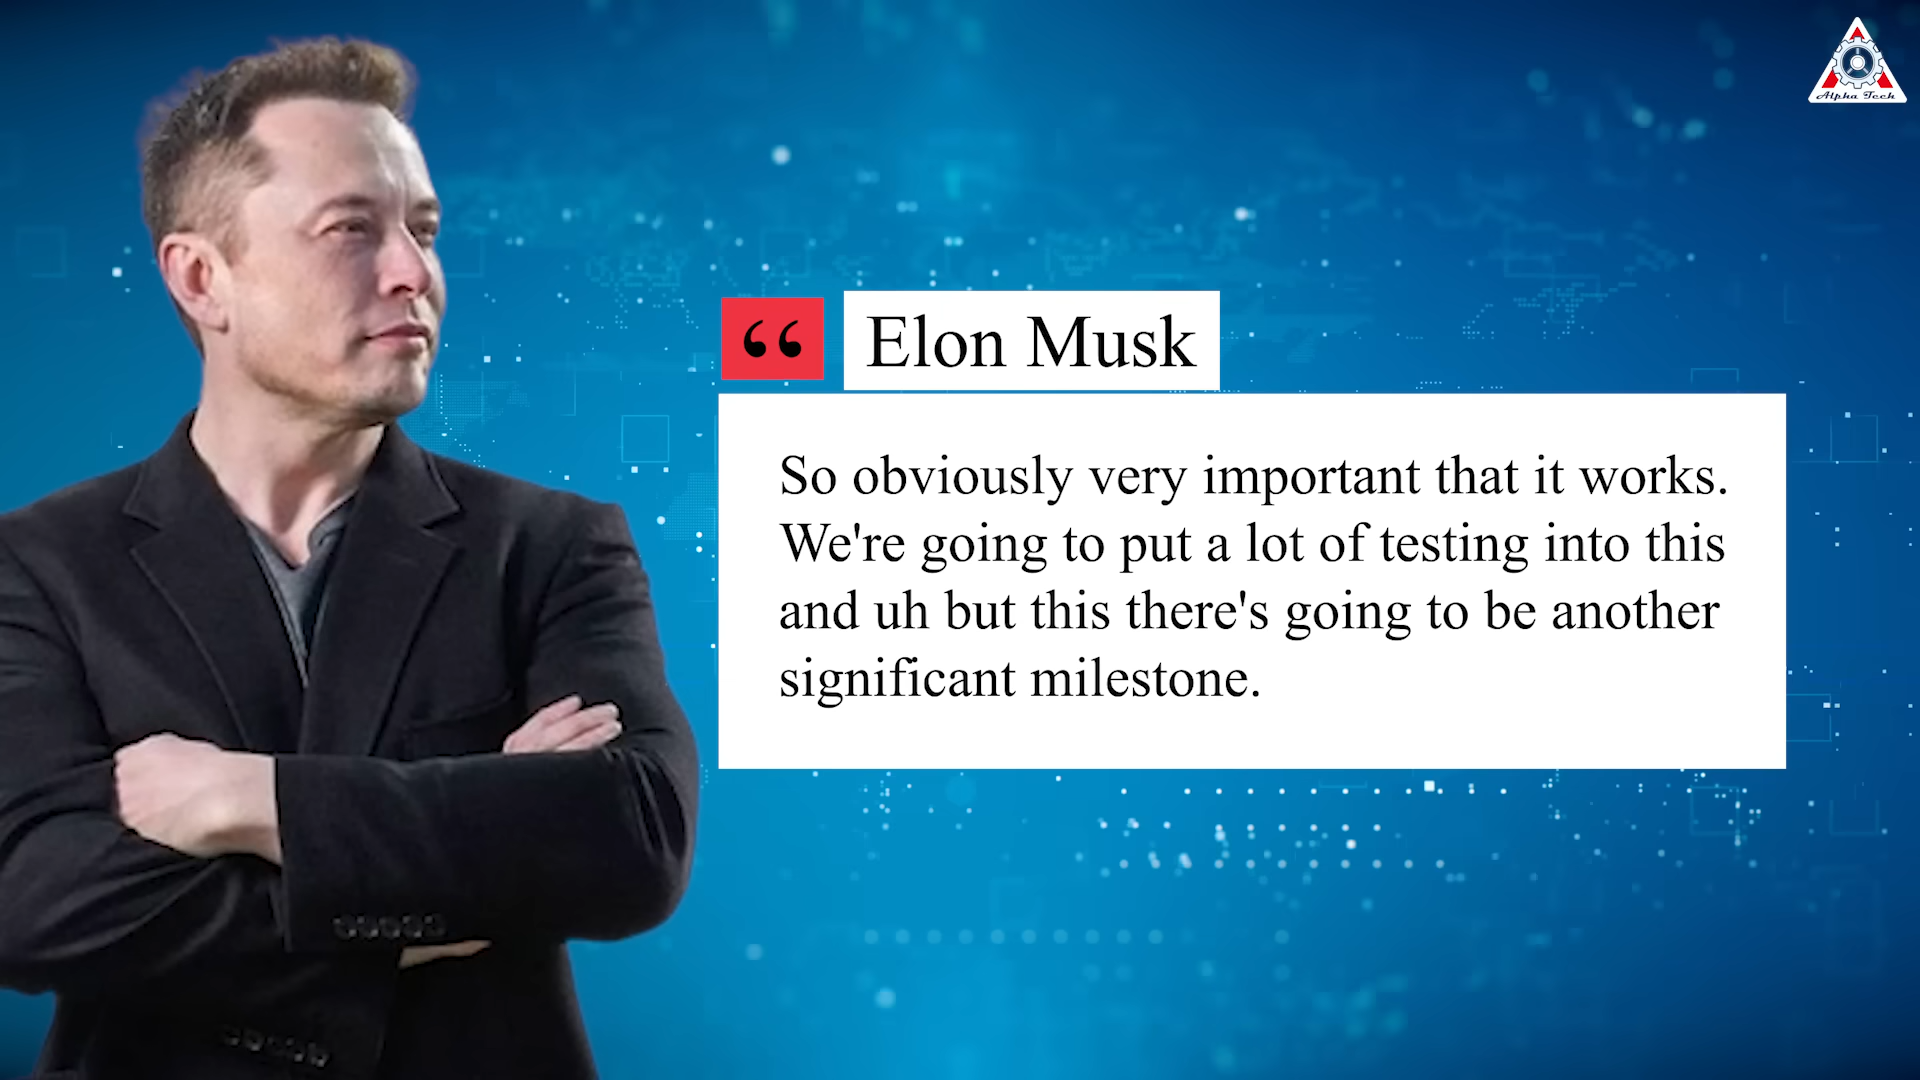 Alpha Tech
“
Elon Musk
So obviously very important that it works.
We're going to put a lot of testing into this
and uh but this there's going to be another
significant milestone.